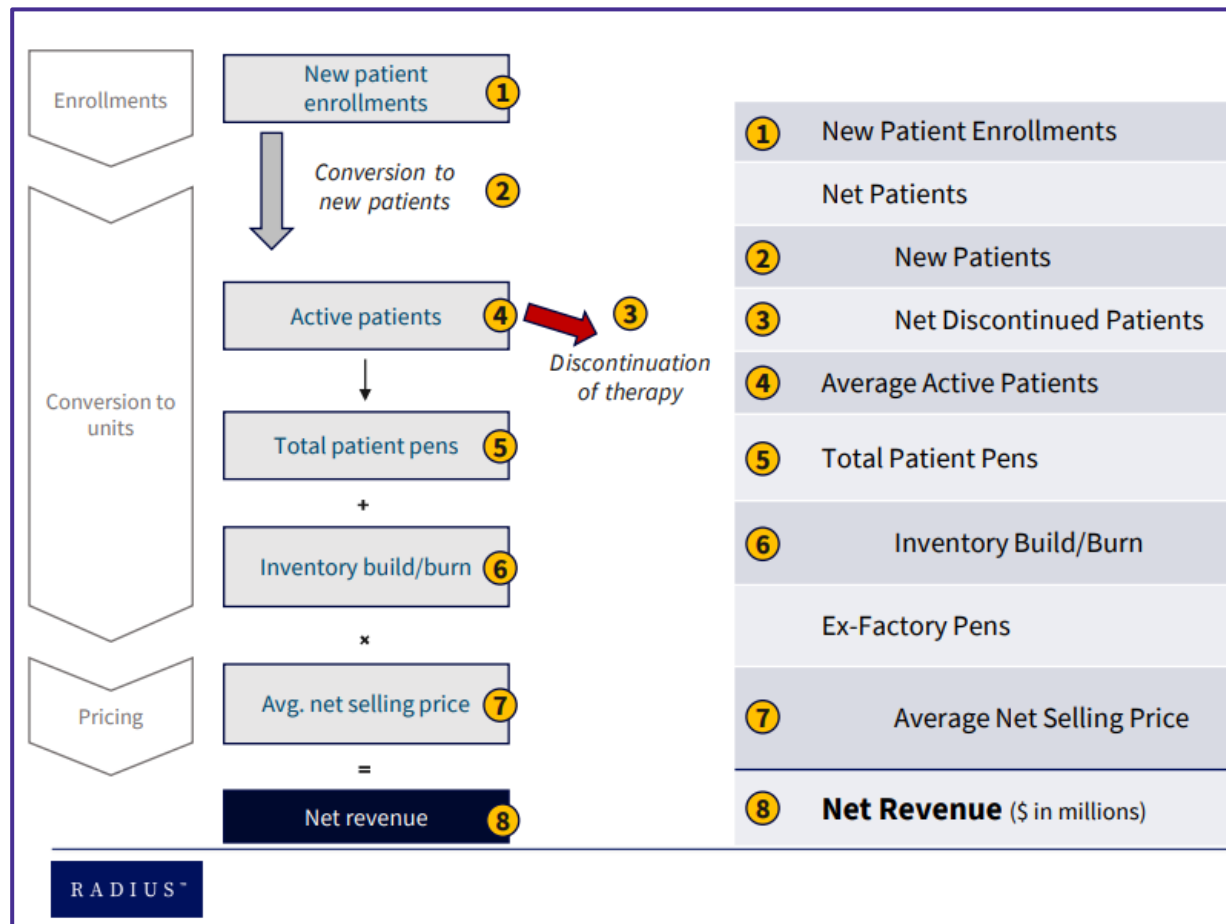 Enrollments
New patient
enrollments
1
Conversion to
new patients
2
Conversion to
units
Active patients
4
3
Discontinuation
of therapy
Total patient pens
5
+
Inventory build/burn
6
×
Pricing
Avg. net selling price
7
=
Net revenue
8
1 New Patient Enrollments
Net Patients
2 New Patients
3 Net Discontinued Patients
4 Average Active Patients
5 Total Patient Pens
6 Inventory Build/Burn
Ex-Factory Pens
7 Average Net Selling Price
8 Net Revenue ($ in millions)
RADIUS™